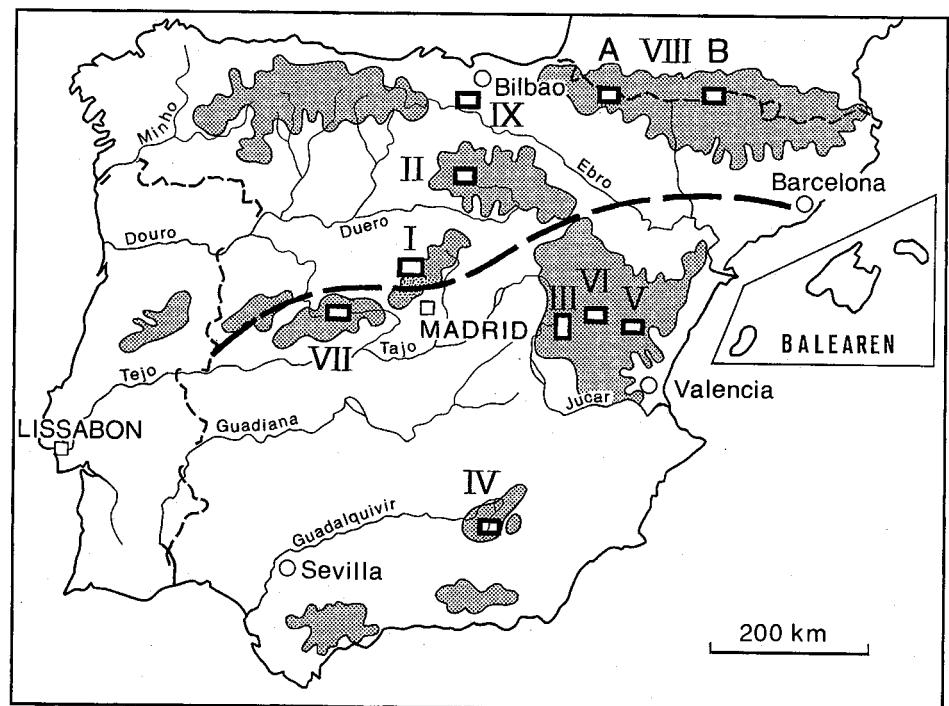 A VIII B
Bilbao
IX
Minho
II
Ebro
Barcelona
Duero
Douro
I
VI
III
V
MADRID
VII
Tajo
BALEAREN
Tejo
Valencia
Jucar
Guadiana
LISSABON
IV
Guadalquivir
Sevilla
200 km